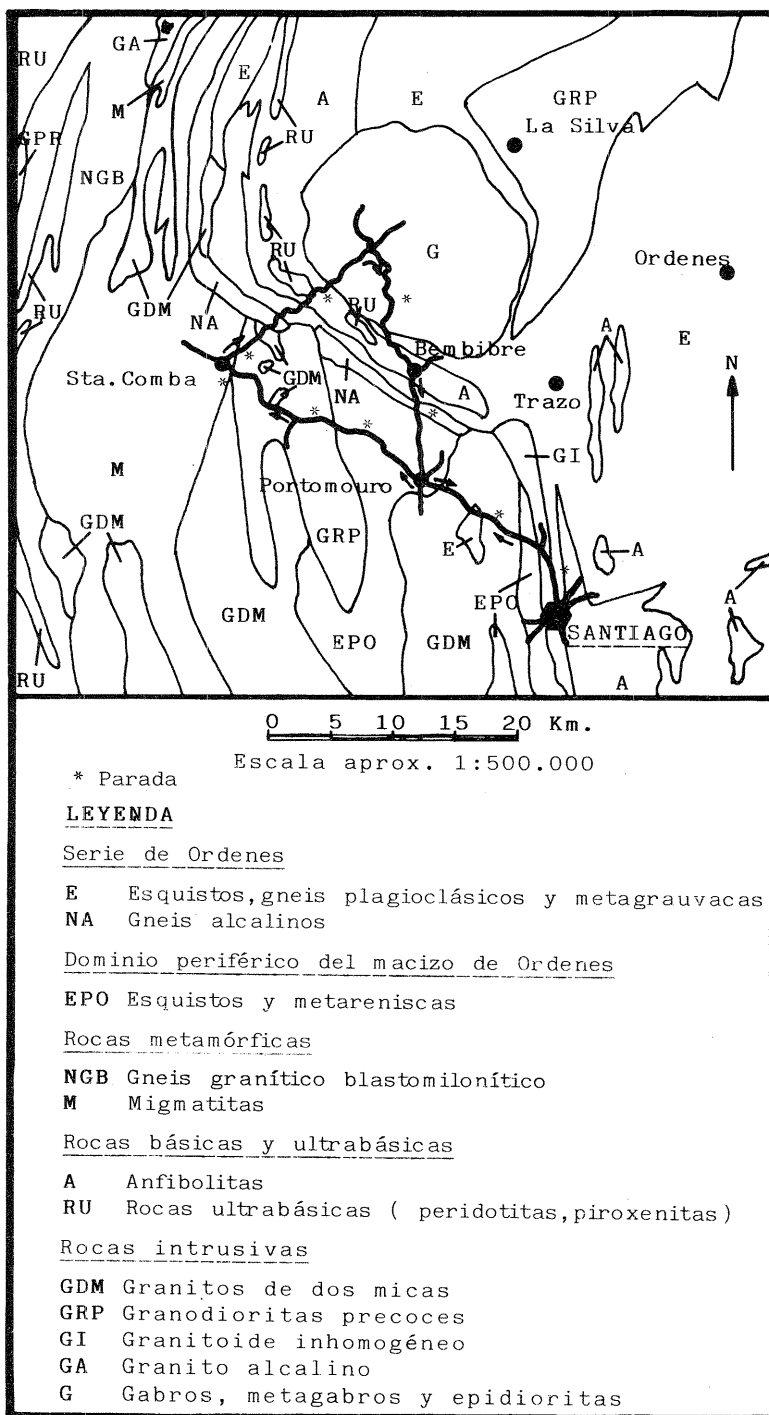 GA
RU
E
M
A
E
GRP
La Silva
RU
GPR
NGB
RU
G
Ordenes
GDM
RU
NA
RU
A
Bembibre
E
N
Sta. Comba
GDM
NA
A
Trazo
GI
M
Portomouro
GDM
GRP
E
A
EPO
A
GDM
EPO
GDM
SANTIAGO
RU
A
0 5 10 15 20 Km.
Escala aprox. 1:500.000
* Parada
LEYENDA
Serie de Ordenes
E Esquistos, gneis plagioclásicos y metagrauvacas
NA Gneis alcalinos
Dominio periférico del macizo de Ordenes
EPO Esquistos y metareniscas
Rocas metamórficas
NGB Gneis granítico blastomilonítico
M Migmatitas
Rocas básicas y ultrabásicas
A Anfibolitas
RU Rocas ultrabásicas ( peridotitas, piroxenitas )
Rocas intrusivas
GDM Granitos de dos micas
GRP Granodioritas precoces
GI Granitoide inhomogéneo
GA Granito alcalino
G Gabros, metagabros y epidioritas